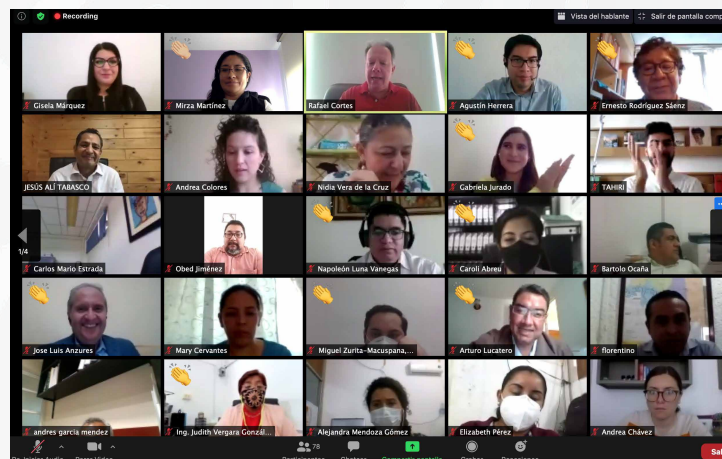 Recording
Vista del hablante
Salir de pantalla comp
Gisela Márquez
Mirza Martínez
Rafael Cortes
Agustín Herrera
Ernesto Rodríguez Sáenz
JESÚS ALÍ TABASCO
Andrea Colores
Nidia Vera de la Cruz
Gabriela Jurado
TAHIRI
1/4
Carlos Mario Estrada
Obed Jiménez
Napoleón Luna Vanegas
Caroli Abreu
Bartolo Ocaña
Jose Luis Anzures
Mary Cervantes
Miguel Zurita-Macuspana,...
Arturo Lucatero
florentino
andres garcia mendez
Ing. Judith Vergara Gonzál...
Alejandra Mendoza Gómez
Elizabeth Pérez
Andrea Chávez
78
Sal